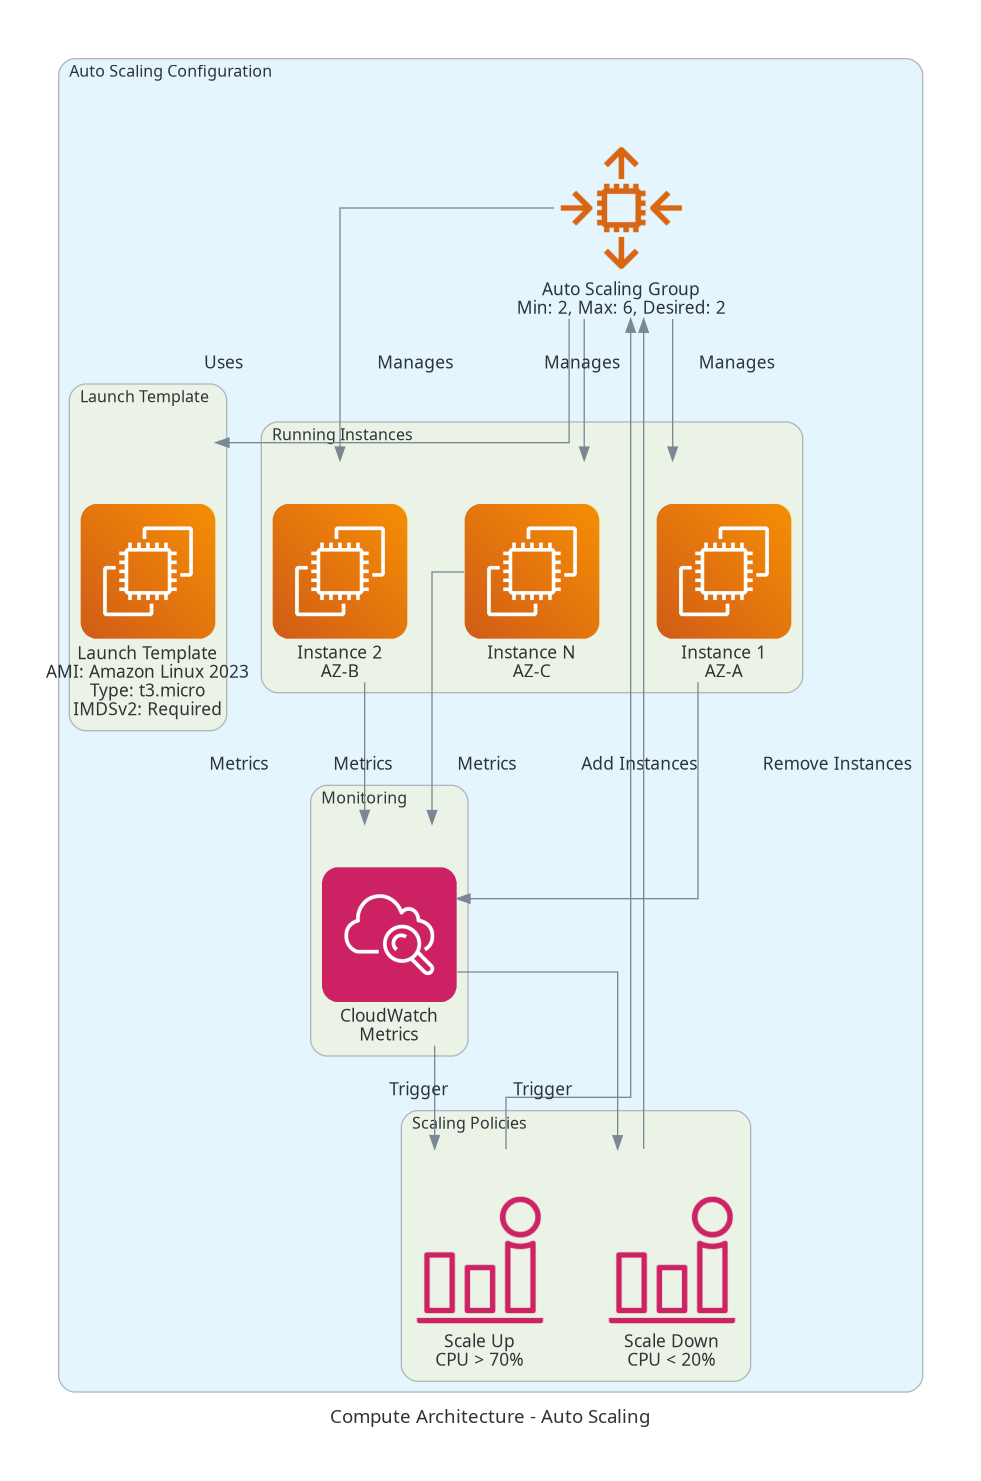 Auto Scaling Configuration
Auto Scaling Group
Min: 2, Max: 6, Desired: 2
Uses
Manages
Manages
Manages
Launch Template
Running Instances
Launch Template
AMI: Amazon Linux 2023
Type: t3.micro
IMDSv2: Required
Instance 2
AZ-B
Instance N
AZ-C
Instance 1
AZ-A
Metrics
Metrics
Metrics
Add Instances
Remove Instances
Monitoring
CloudWatch
Metrics
Trigger
Trigger
Scaling Policies
Scale Up
CPU > 70%
Scale Down
CPU < 20%
Compute Architecture - Auto Scaling